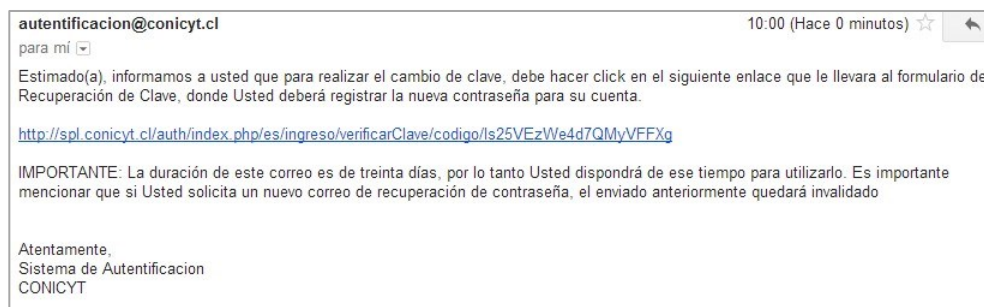 autentificacion@conicyt.cl 10:00 (Hace 0 minutos)
para mí
Estimado(a), informamos a usted que para realizar el cambio de clave, debe hacer click en el siguiente enlace que le llevara al formulario de
Recuperación de Clave, donde Usted deberá registrar la nueva contraseña para su cuenta.
http://spl.conicyt.cl/auth/index.php/es/ingreso/verificarClave/codigo/Is25VEzWe4d7QMyVFFXg
IMPORTANTE: La duración de este correo es de treinta días, por lo tanto Usted dispondrá de ese tiempo para utilizarlo. Es importante
mencionar que si Usted solicita un nuevo correo de recuperación de contraseña, el enviado anteriormente quedará invalidado
Atentamente,
Sistema de Autentificacion
CONICYT